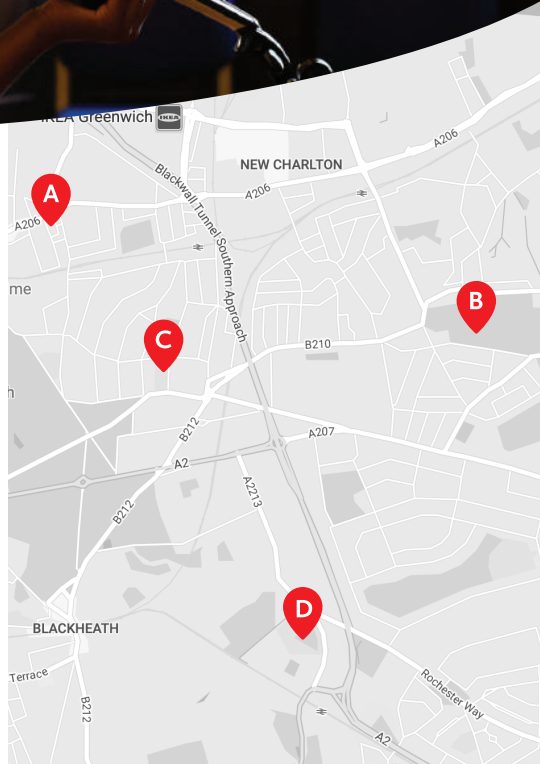 IKEA Greenwich
IKEA
A206
NEW CHARLTON
A206
Blackwall Tunnel Southern Approach
A
A206
me
B
C
B210
h
B212
A207
A2
A2213
B212
D
BLACKHEATH
Terrace
Rochester Way
B212
A2